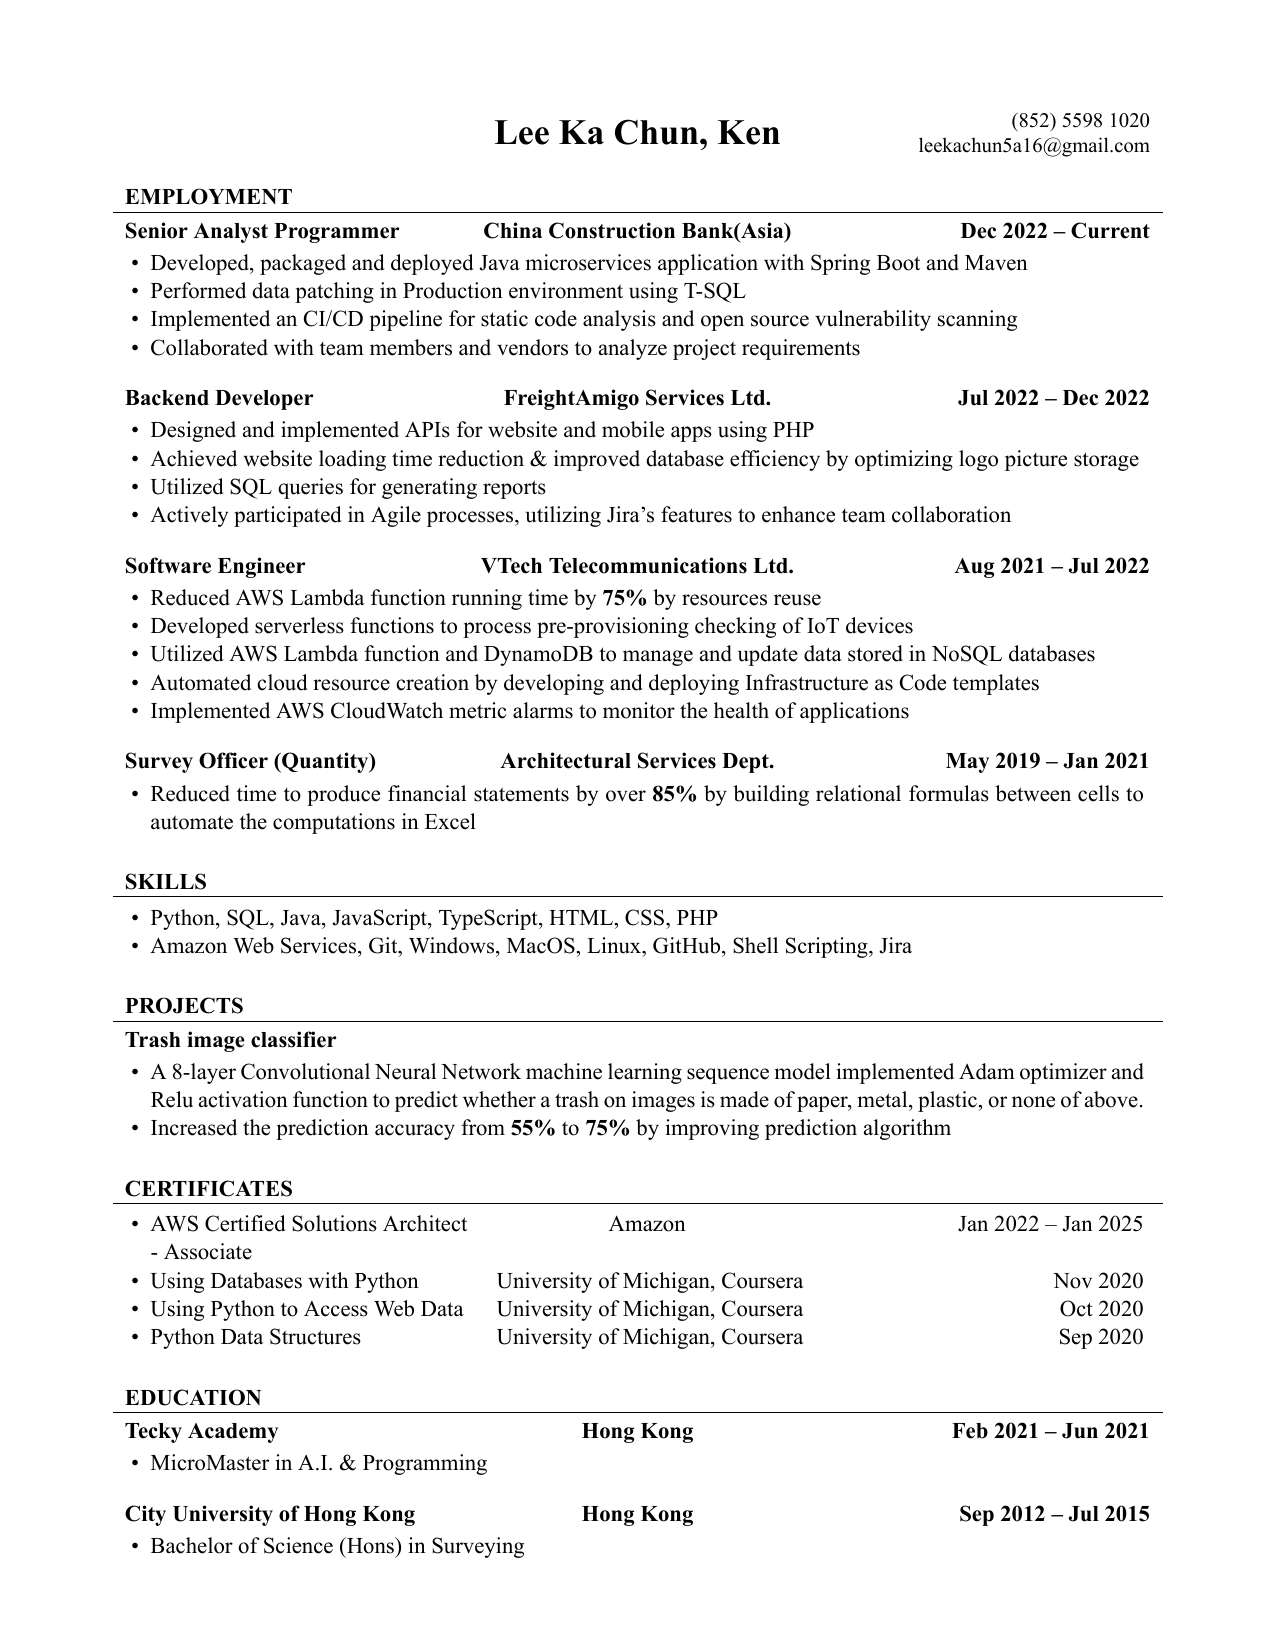 Lee Ka Chun, Ken
(852) 5598 1020
leekachun5a16@gmail.com
EMPLOYMENT
Senior Analyst Programmer China Construction Bank(Asia) Dec 2022 – Current
• Developed, packaged and deployed Java microservices application with Spring Boot and Maven
• Performed data patching in Production environment using T-SQL
• Implemented an CI/CD pipeline for static code analysis and open source vulnerability scanning
• Collaborated with team members and vendors to analyze project requirements
Backend Developer FreightAmigo Services Ltd. Jul 2022 – Dec 2022
• Designed and implemented APIs for website and mobile apps using PHP
• Achieved website loading time reduction & improved database efficiency by optimizing logo picture storage
• Utilized SQL queries for generating reports
• Actively participated in Agile processes, utilizing Jira’s features to enhance team collaboration
Software Engineer VTech Telecommunications Ltd. Aug 2021 – Jul 2022
• Reduced AWS Lambda function running time by 75% by resources reuse
• Developed serverless functions to process pre-provisioning checking of IoT devices
• Utilized AWS Lambda function and DynamoDB to manage and update data stored in NoSQL databases
• Automated cloud resource creation by developing and deploying Infrastructure as Code templates
• Implemented AWS CloudWatch metric alarms to monitor the health of applications
Survey Officer (Quantity) Architectural Services Dept. May 2019 – Jan 2021
• Reduced time to produce financial statements by over 85% by building relational formulas between cells to
automate the computations in Excel
SKILLS
• Python, SQL, Java, JavaScript, TypeScript, HTML, CSS, PHP
• Amazon Web Services, Git, Windows, MacOS, Linux, GitHub, Shell Scripting, Jira
PROJECTS
Trash image classifier
• A 8-layer Convolutional Neural Network machine learning sequence model implemented Adam optimizer and
Relu activation function to predict whether a trash on images is made of paper, metal, plastic, or none of above.
• Increased the prediction accuracy from 55% to 75% by improving prediction algorithm
CERTIFICATES
• AWS Certified Solutions Architect Amazon Jan 2022 – Jan 2025
- Associate
• Using Databases with Python University of Michigan, Coursera Nov 2020
• Using Python to Access Web Data University of Michigan, Coursera Oct 2020
• Python Data Structures University of Michigan, Coursera Sep 2020
EDUCATION
Tecky Academy Hong Kong Feb 2021 – Jun 2021
• MicroMaster in A.I. & Programming
City University of Hong Kong Hong Kong Sep 2012 – Jul 2015
• Bachelor of Science (Hons) in Surveying